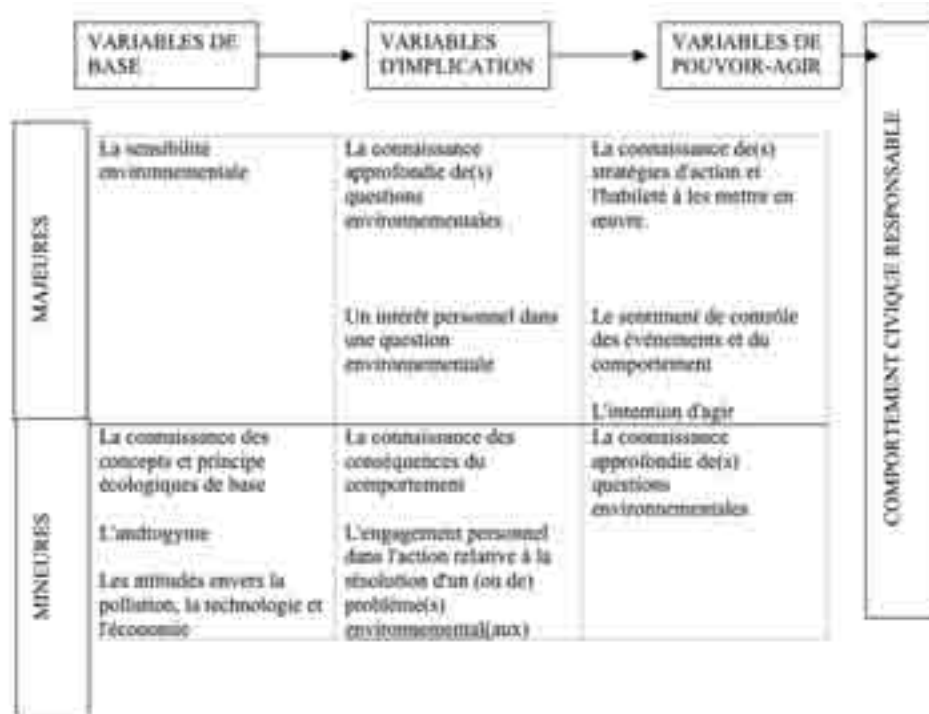 VARIABLES DE
BASE
VARIABLES
D'IMPLICATION
VARIABLES DE
POUVOIR-AGIR
COMPORTEMENT CIVIQUE RESPONSABLE
MAJEURES
La sensibilité
environnementale
La connaissance
approfondie de(s)
questions
environnementales
Un intérêt personnel dans
une question
environnementale
La connaissance de(s)
stratégies d'action et
l'habileté à les mettre en
œuvre.
Le sentiment de contrôle
des événements et du
comportement
L'intention d'agir
MINEURES
La connaissance des
concepts et principe
écologiques de base
L'androgyme
Les attitudes envers la
pollution, la technologie et
l'économie
La connaissance des
conséquences du
comportement
L'engagement personnel
dans l'action relative à la
résolution d'un (ou de)
problème(s)
environnemental(aux)
La connaissance
approfondie de(s)
questions
environnementales